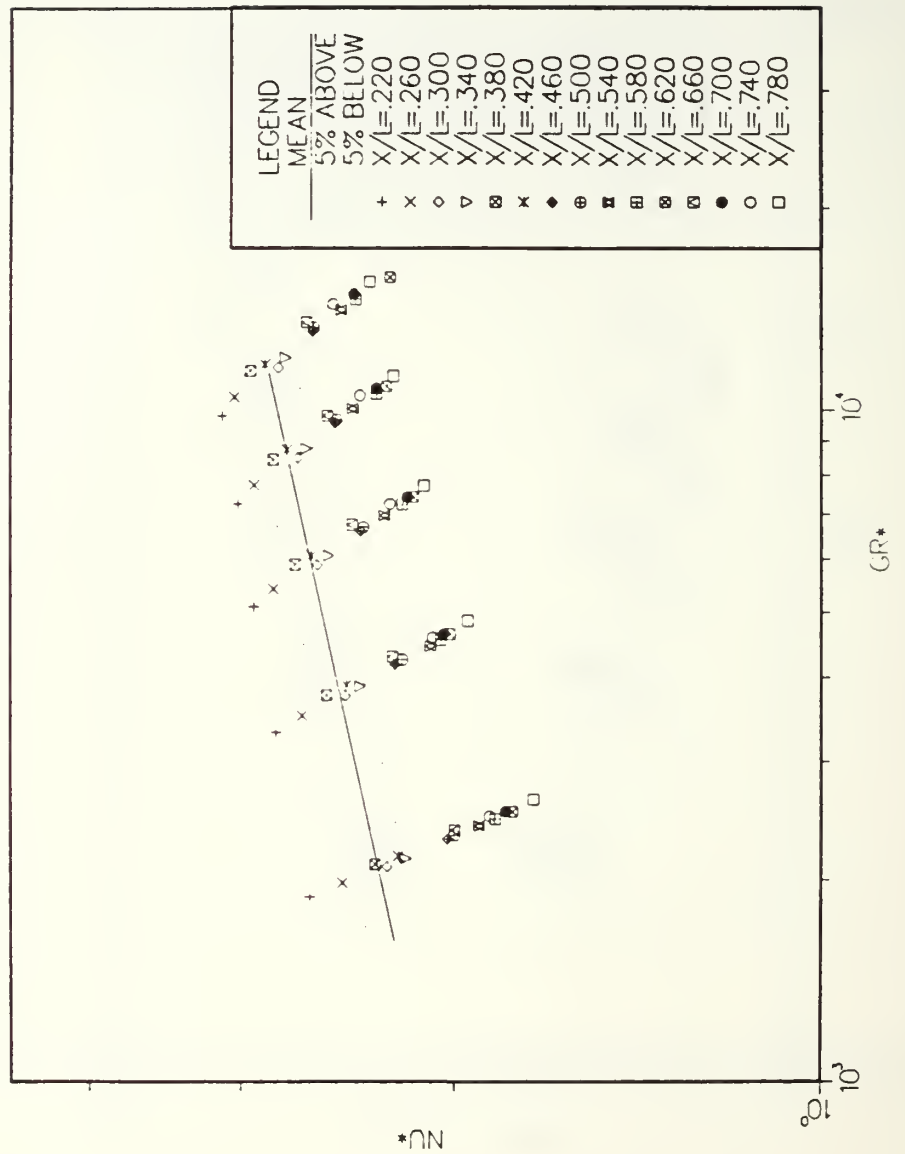 LEGEND
MEAN
5% ABOVE
5% BELOW
X/L=.220
X/L=.260
X/L=.300
X/L=.340
X/L=.380
X/L=.420
X/L=.460
X/L=.500
X/L=.540
X/L=.580
X/L=.620
X/L=.660
X/L=.700
X/L=.740
X/L=.780
NU*
10⁰
10³
10⁴
GR*